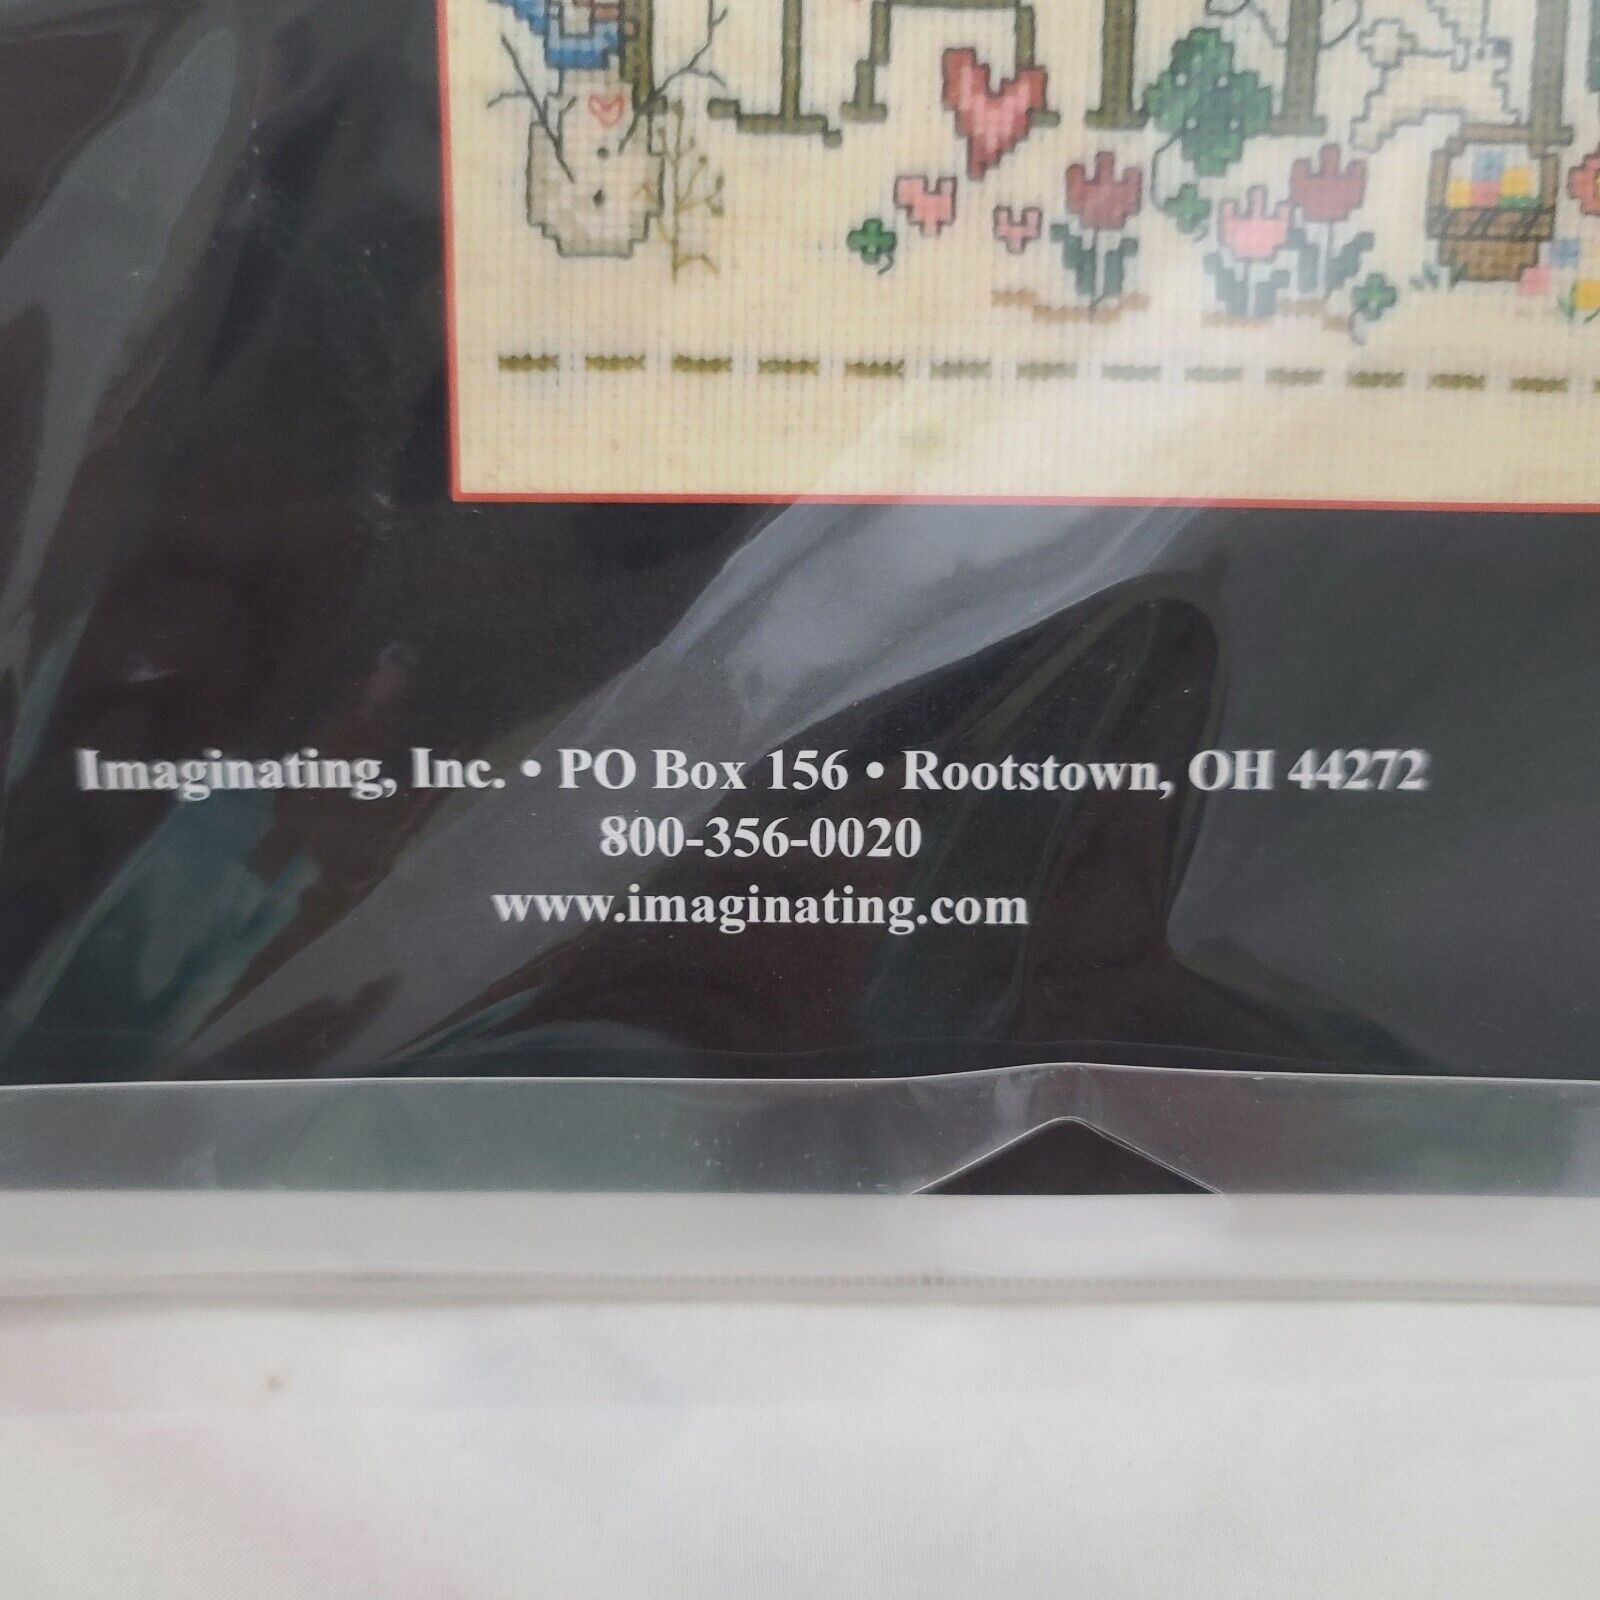 Imaginating, Inc. • PO Box 156 • Rootstown, OH 44272
800-356-0020
www.imaginating.com